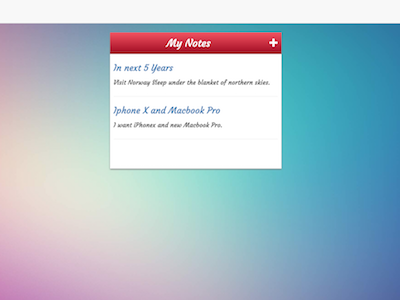 My Notes
In next 5 Years
Visit Norway Sleep under the blanket of northern skies.
Iphone X and Macbook Pro
I want IPhonex and new Macbook Pro.